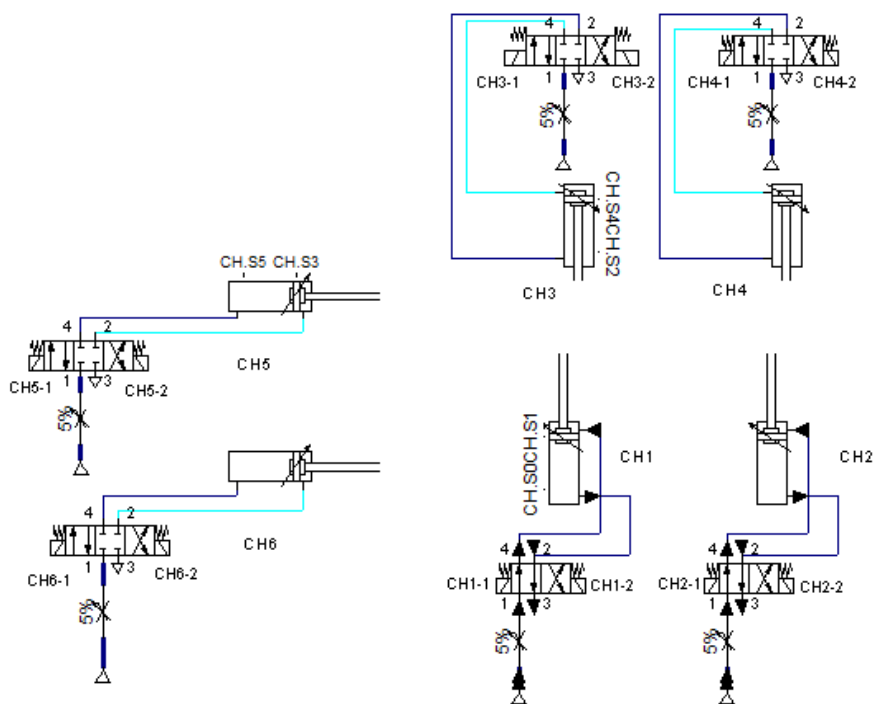 4 2
CH3-1 1 3 CH3-2
5%
CH.S4CH.S2
CH3
4 2
CH4-1 1 3 CH4-2
5%
CH4
CH.S5 CH.S3
4 2
CH5-1 1 3 CH5-2
5%
CH5
4 2
CH6-1 1 3 CH6-2
5%
CH6
CH.S0CH.S1
CH1
4 2
CH1-1 1 3 CH1-2
5%
CH2
4 2
CH2-1 1 3 CH2-2
5%